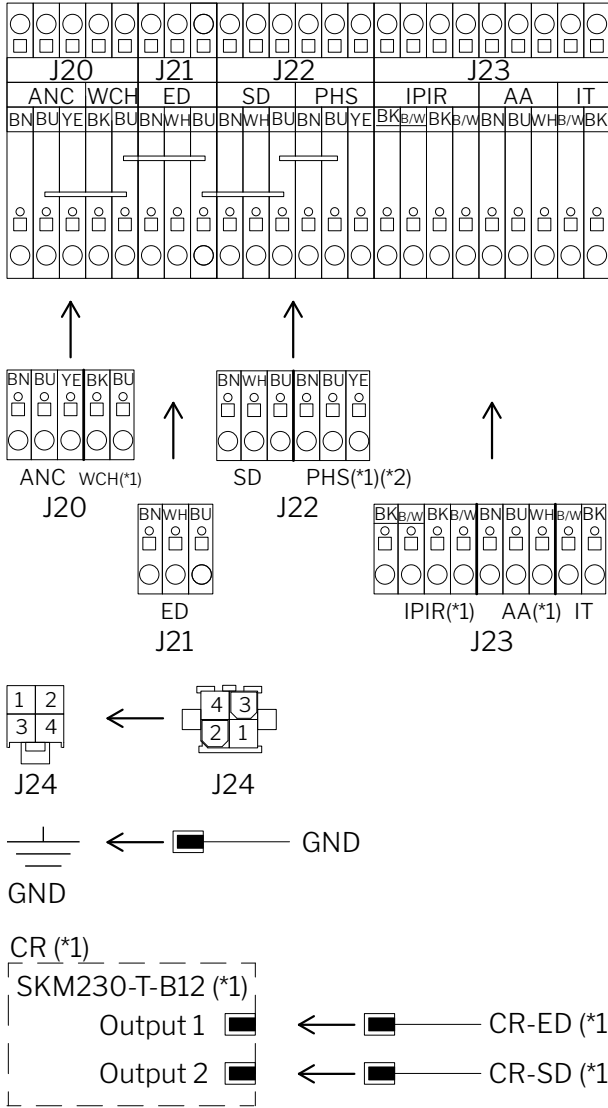 J20 J21 J22 J23
ANC WCH ED SD PHS IPIR AA IT
BN BU YE BK BU BN WH BU BN WH BU BN BU YE BK B/W BK B/W BN BU WH B/W BK
BN BU YE BK BU
ANC WCH(*1)
J20
BN WH BU BN BU YE
SD PHS(*1)(*2)
J22
BN WH BU
ED
J21
BK B/W BK B/W BN BU WH B/W BK
IPIR(*1) AA(*1) IT
J23
1 2
3 4
J24
4 3
2 1
J24
GND
GND
CR (*1)
SKM230-T-B12 (*1)
Output 1
CR-ED (*1
Output 2
CR-SD (*1